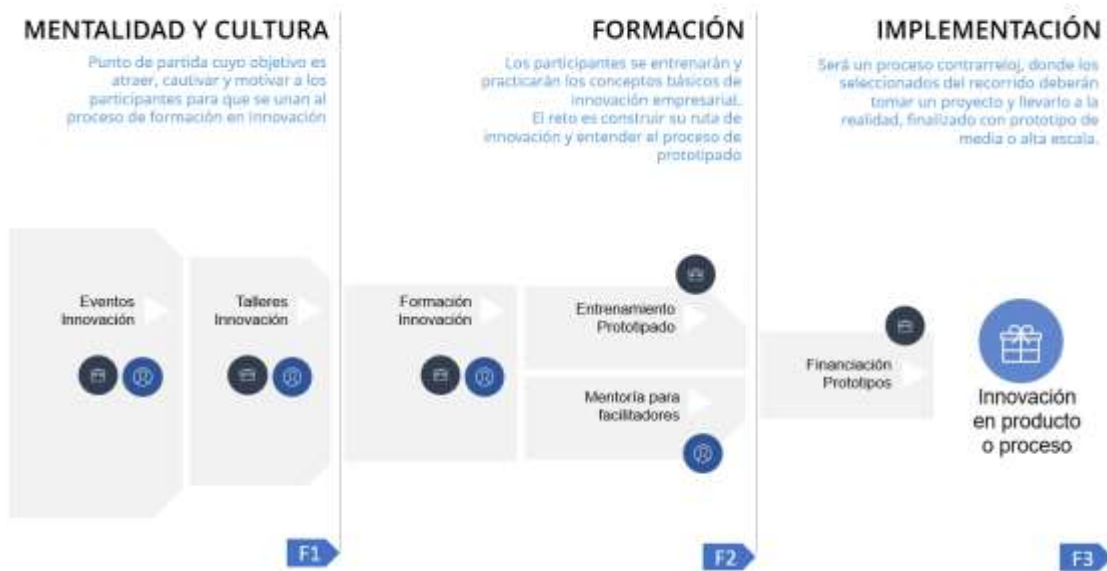 MENTALIDAD Y CULTURA
Punto de partida cuyo objetivo es
atraer, cautivar y motivar a los
participantes para que se unan al
proceso de formación en innovación
FORMACIÓN
Los participantes se entrenarán y
practicarán los conceptos básicos de
innovación empresarial.
El reto es construir su ruta de
innovación y entender el proceso de
prototipado
IMPLEMENTACIÓN
Será un proceso contrarreloj, donde los
seleccionados del recorrido deberán
tomar un proyecto y llevarlo a la
realidad, finalizado con prototipo de
media o alta escala.
Eventos
Innovación
Talleres
Innovación
Formación
Innovación
Entrenamiento
Prototipado
Mentoría para
facilitadores
Financiación
Prototipos
Innovación
en producto
o proceso
F1
F2
F3